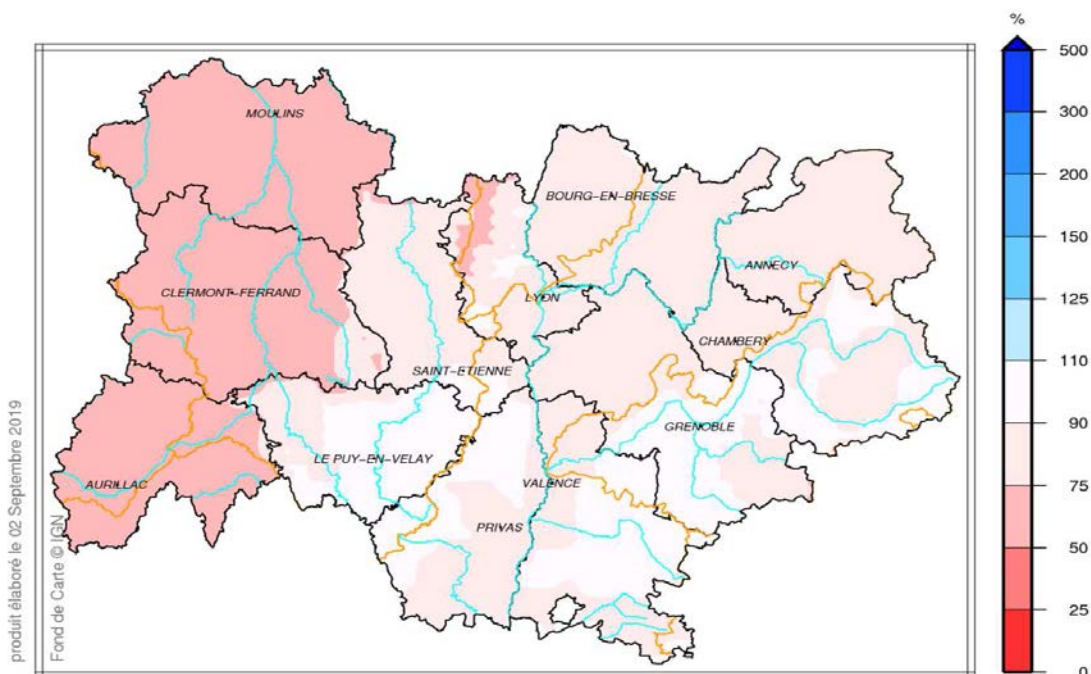 %
500
300
200
150
125
110
90
75
50
25
0
MOULINS
BOURG-EN-BRESSE
ANNECY
CLERMONT-FERRAND
LYON
CHAMBERY
SAINT-ETIENNE
GRENOBLE
LE PUY-EN-VELAY
AURILLAC
VALENCE
PRIVAS
produit élaboré le 02 Septembre 2019
Fond de Carte © IGN